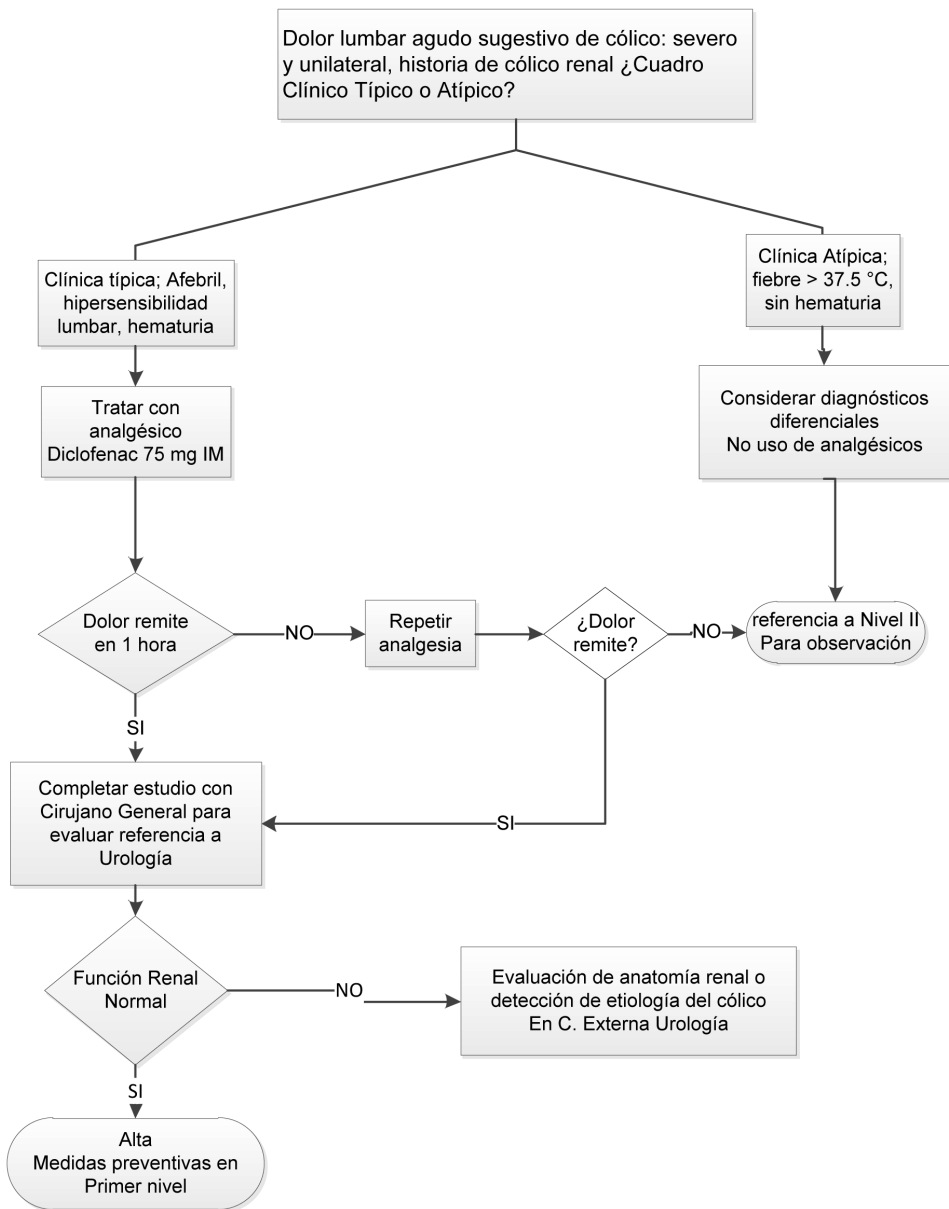 Dolor lumbar agudo sugestivo de cólico: severo
y unilateral, historia de cólico renal ¿Cuadro
Clínico Típico o Atípico?
Clínica típica; Afebril,
hipersensibilidad
lumbar, hematuria
Clínica Atípica;
fiebre > 37.5 °C,
sin hematuria
Tratar con
analgésico
Diclofenac 75 mg IM
Considerar diagnósticos
diferenciales
No uso de analgésicos
Dolor remite
en 1 hora
NO
Repetir
analgesia
¿Dolor
remite?
NO
referencia a Nivel II
Para observación
SI
SI
Completar estudio con
Cirujano General para
evaluar referencia a
Urología
Función Renal
Normal
NO
Evaluación de anatomía renal o
detección de etiología del cólico
En C. Externa Urología
SI
Alta
Medidas preventivas en
Primer nivel